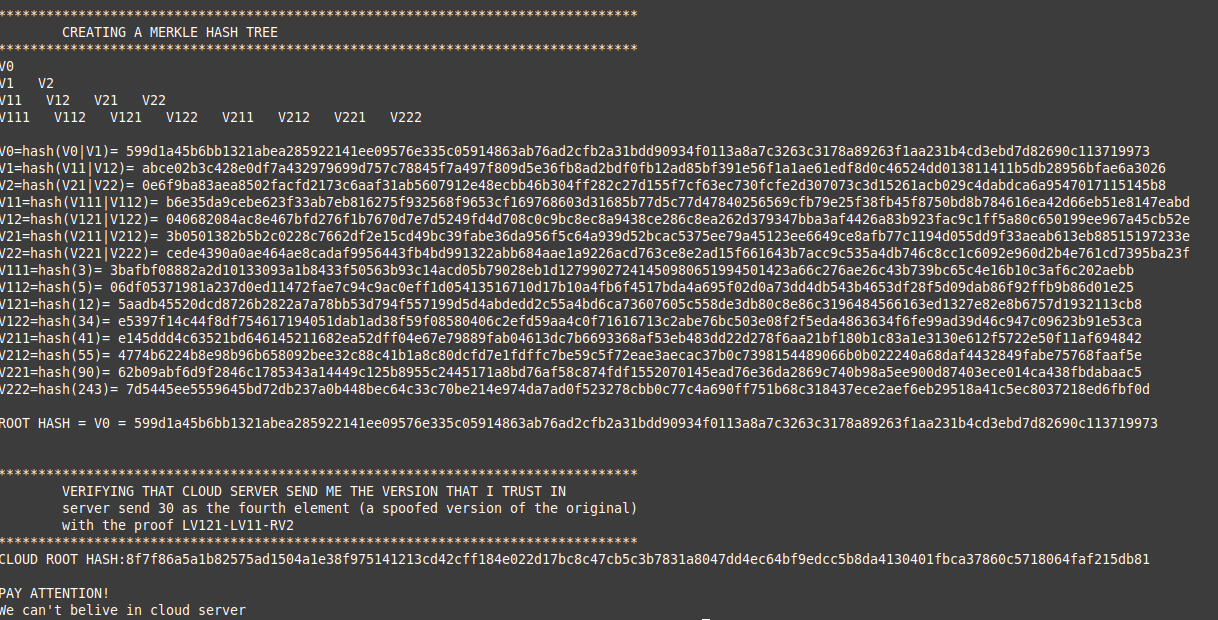 ********************************************************************************
CREATING A MERKLE HASH TREE
********************************************************************************
V0
V1 V2
V11 V12 V21 V22
V111 V112 V121 V122 V211 V212 V221 V222
V0=hash(V0|V1)= 599d1a45b6bb1321abea285922141ee09576e335c05914863ab76ad2cfb2a31bdd90934f0113a8a7c3263c3178a89263f1aa231b4cd3ebd7d82690c113719973
V1=hash(V11|V12)= abce02b3c428e0df7a432979699d757c78845f7a497f809d5e36fb8ad2bdf0fb12ad85bf391e56f1a1ae61edf8d0c46524dd013811411b5db28956bfae6a3026
V2=hash(V21|V22)= 0e6f9ba83aea8502facfd2173c6aaf31ab5607912e48ecbb46b304ff282c27d155f7cf63ec730fcfe2d307073c3d15261acb029c4dabdca6a9547017115145b8
V11=hash(V111|V112)= b6e35da9cebe623f33ab7eb816275f932568f9653cf169768603d31685b77d5c77d47840256569cfb79e25f38fb45f8750bd8b784616ea42d66eb51e8147eabd
V12=hash(V121|V122)= 040682084ac8e467bfd276f1b7670d7e7d5249fd4d708c0c9bc8ec8a9438ce286c8ea262d379347bba3af4426a83b923fac9c1ff5a80c650199ee967a45cb52e
V21=hash(V211|V212)= 3b0501382b5b2c0228c7662df2e15cd49bc39fabe36da956f5c64a939d52bcac5375ee79a45123ee6649ce8afb77c1194d055dd9f33aeab613eb88515197233e
V22=hash(V221|V222)= cede4390a0ae464ae8cadaf9956443fb4bd991322abb684aae1a9226acd763ce8e2ad15f661643b7acc9c535a4db746c8cc1c6092e960d2b4e761cd7395ba23f
V111=hash(3)= 3bafbf08882a2d10133093a1b8433f50563b93c14acd05b79028eb1d12799027241450980651994501423a66c276ae26c43b739bc65c4e16b10c3af6c202aebb
V112=hash(5)= 06df05371981a237d0ed11472fae7c94c9ac0eff1d05413516710d17b10a4fb6f4517bda4a695f02d0a73dd4db543b4653df28f5d09dab86f92ffb9b86d01e25
V121=hash(12)= 5aadb45520dcd8726b2822a7a78bb53d794f557199d5d4abdedd2c55a4bd6ca73607605c558de3db80c8e86c3196484566163ed1327e82e8b6757d1932113cb8
V122=hash(34)= e5397f14c44f8df754617194051dab1ad38f59f08580406c2efd59aa4c0f71616713c2abe76bc503e08f2f5eda4863634f6fe99ad39d46c947c09623b91e53ca
V211=hash(41)= e145ddd4c63521bd646145211682ea52dff04e67e79889fab04613dc7b6693368af53eb483dd22d278f6aa21bf180b1c83a1e3130e612f5722e50f11af694842
V212=hash(55)= 4774b6224b8e98b96b658092bee32c88c41b1a8c80dcfd7e1fdffc7be59c5f72eae3aecac37b0c7398154489066b0b022240a68daf4432849fabe75768faaf5e
V221=hash(90)= 62b09abf6d9f2846c1785343a14449c125b8955c2445171a8bd76af58c874fdf1552070145ead76e36da2869c740b98a5ee900d87403ece014ca438fbdabaac5
V222=hash(243)= 7d5445ee5559645bd72db237a0b448bec64c33c70be214e974da7ad0f523278cbb0c77c4a690ff751b68c318437ece2aef6eb29518a41c5ec8037218ed6fbf0d
ROOT HASH = V0 = 599d1a45b6bb1321abea285922141ee09576e335c05914863ab76ad2cfb2a31bdd90934f0113a8a7c3263c3178a89263f1aa231b4cd3ebd7d82690c113719973
********************************************************************************
VERIFYING THAT CLOUD SERVER SEND ME THE VERSION THAT I TRUST IN
server send 30 as the fourth element (a spoofed version of the original)
with the proof LV121-LV11-RV2
********************************************************************************
CLOUD ROOT HASH:8f7f86a5a1b82575ad1504a1e38f975141213cd42cff184e022d17bc8c47cb5c3b7831a8047dd4ec64bf9edcc5b8da4130401fbca37860c5718064faf215db81
PAY ATTENTION!
We can't belive in cloud server